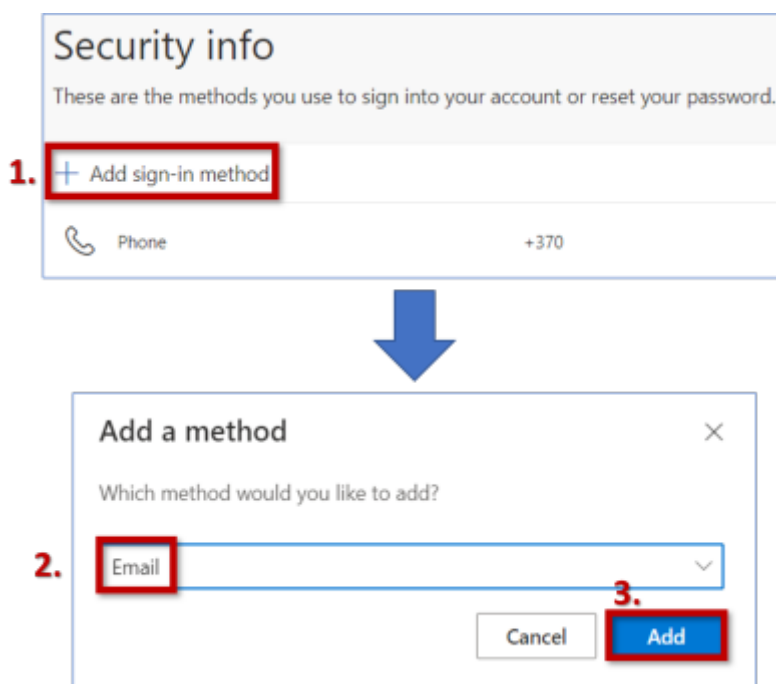 Security info
These are the methods you use to sign into your account or reset your password.
1. + Add sign-in method
Phone +370
Add a method
Which method would you like to add?
2. Email
3.
Cancel Add